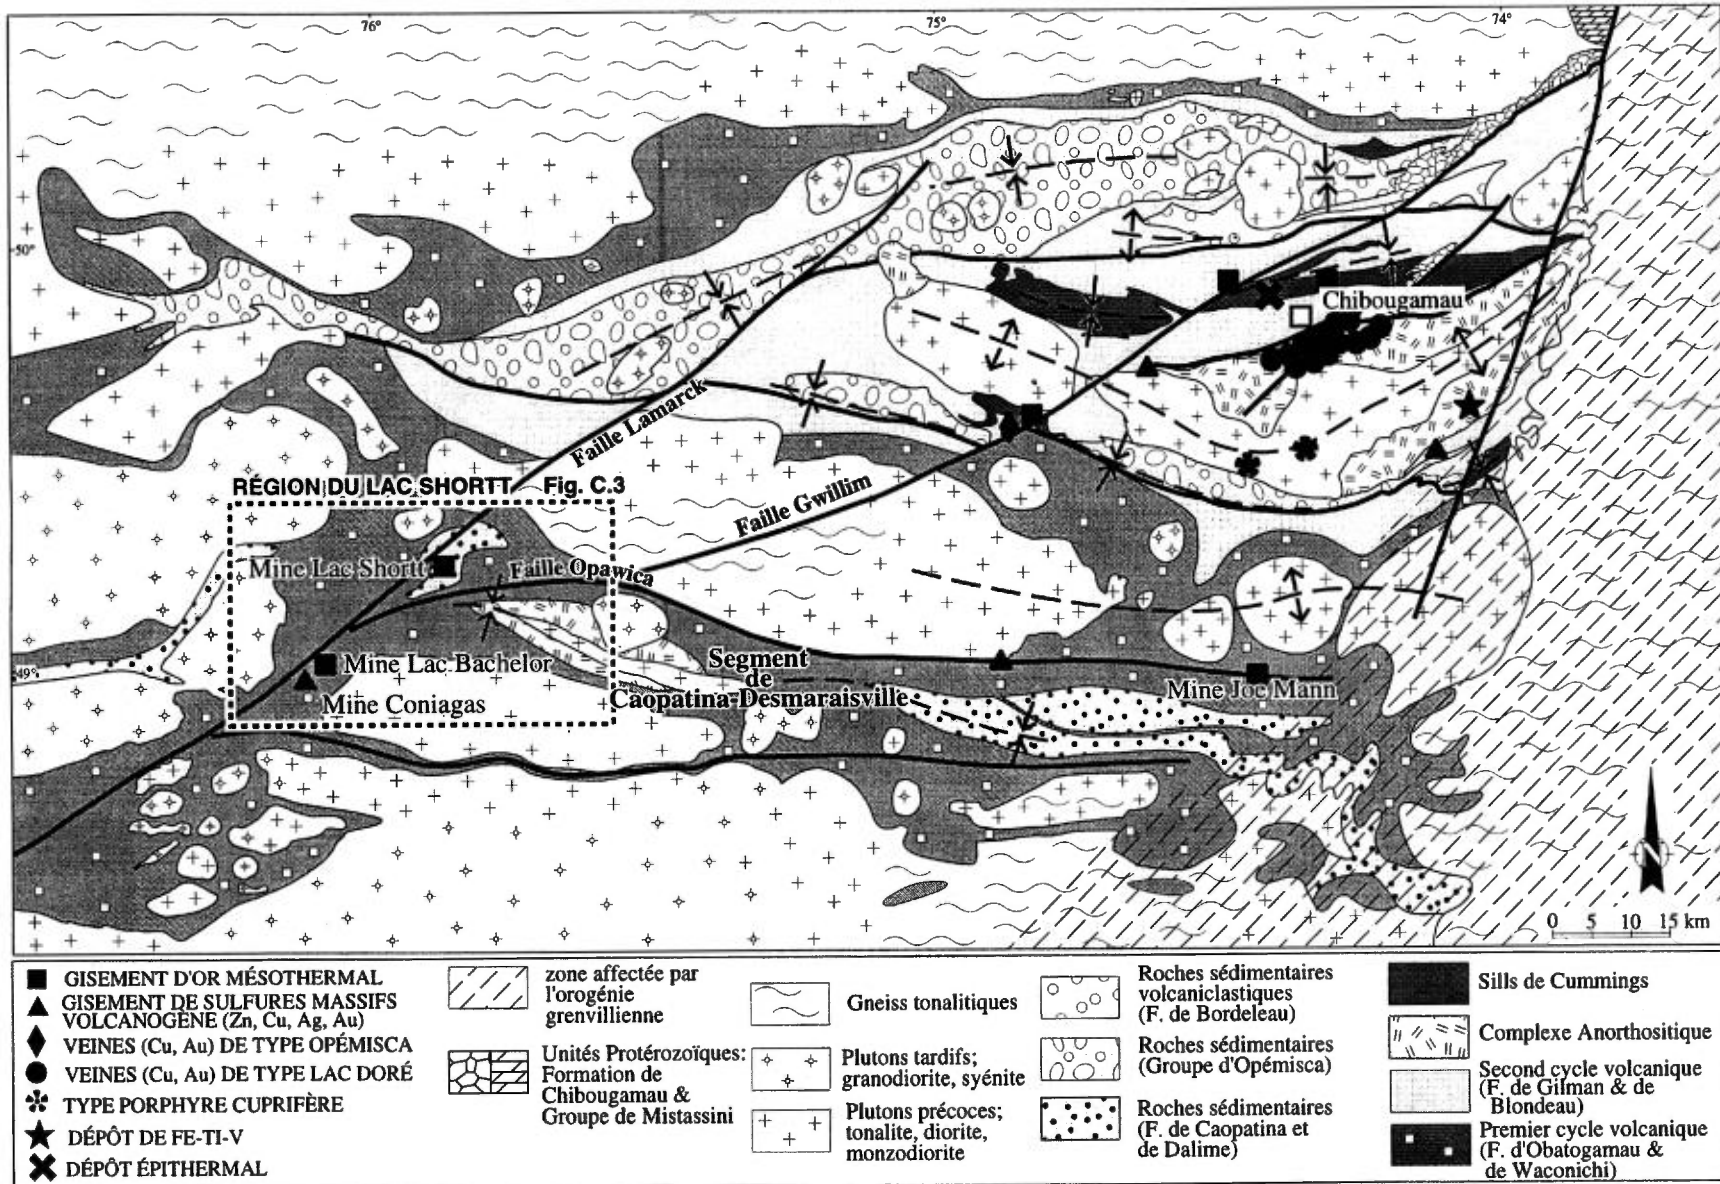 76°
75°
74°
50°
Chibougamau
Faille Lamarck
RÉGION DU LAC SHORTT Fig. C.3
Faille Gwillim
Mine Lac Shortt
Faille Opawica
Mine Lac Bachelor
49°
Segment
de
Caopatina-Desmaraisville
Mine Joe Mann
Mine Coniagas
N
0 5 10 15 km
GISEMENT D'OR MÉSOTHERMAL
GISEMENT DE SULFURES MASSIFS
VOLCANOGÈNE (Zn, Cu, Ag, Au)
VEINES (Cu, Au) DE TYPE OPÉMISCA
VEINES (Cu, Au) DE TYPE LAC DORÉ
TYPE PORPHYRE CUPRIFÈRE
DÉPÔT DE FE-TI-V
DÉPÔT ÉPITHERMAL
zone affectée par
l'orogénie
grenvillienne
Unités Protérozoïques:
Formation de
Chibougamau &
Groupe de Mistassini
Gneiss tonalitiques
Plutons tardifs;
granodiorite, syénite
Plutons précoces;
tonalite, diorite,
monzodiorite
Roches sédimentaires
volcaniclastiques
(F. de Bordeleau)
Roches sédimentaires
(Groupe d'Opémisca)
Roches sédimentaires
(F. de Caopatina et
de Dalime)
Sills de Cummings
Complexe Anorthositique
Second cycle volcanique
(F. de Gilman & de
Blondeau)
Premier cycle volcanique
(F. d'Obatogamau &
de Waconichi)